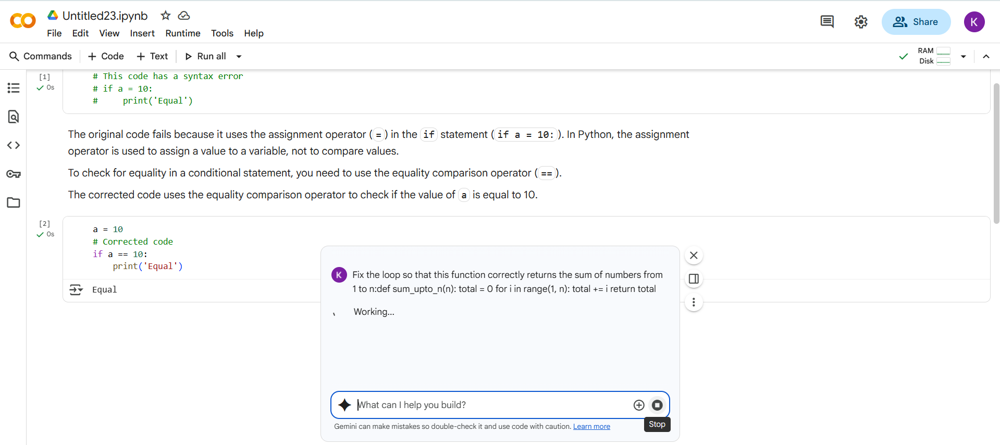 Untitled23.ipynb
File Edit View Insert Runtime Tools Help
Share
K
Commands + Code + Text Run all
RAM
Disk
[1]
0s
# This code has a syntax error
# if a = 10:
#     print('Equal')
The original code fails because it uses the assignment operator ( = ) in the if statement ( if a = 10: ). In Python, the assignment
operator is used to assign a value to a variable, not to compare values.
To check for equality in a conditional statement, you need to use the equality comparison operator ( == ).
The corrected code uses the equality comparison operator to check if the value of a is equal to 10.
[2]
0s
a = 10
# Corrected code
if a == 10:
    print('Equal')
Equal
K
Fix the loop so that this function correctly returns the sum of numbers from
1 to n:def sum_upto_n(n): total = 0 for i in range(1, n): total += i return total
Working...
What can I help you build?
Gemini can make mistakes so double-check it and use code with caution. Learn more
Stop